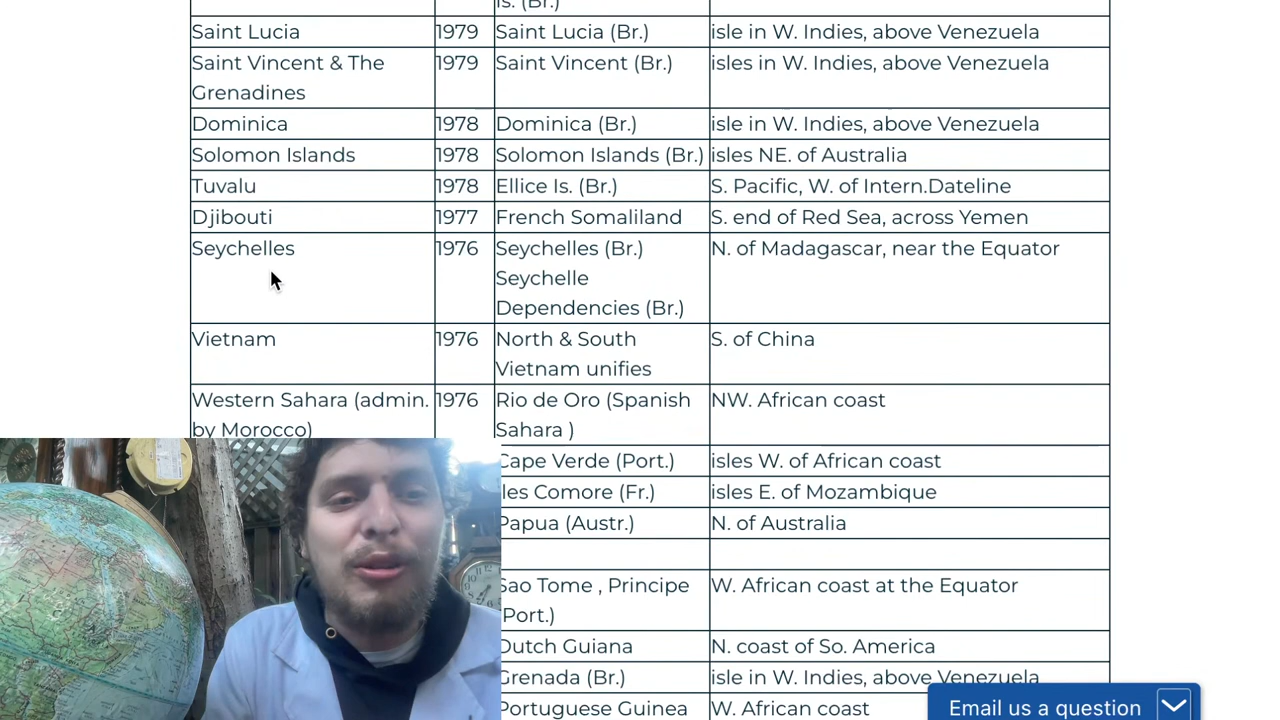 Is. (Br.)
Saint Lucia 1979 Saint Lucia (Br.) isle in W. Indies, above Venezuela
Saint Vincent & The 1979 Saint Vincent (Br.) isles in W. Indies, above Venezuela
Grenadines
Dominica 1978 Dominica (Br.) isle in W. Indies, above Venezuela
Solomon Islands 1978 Solomon Islands (Br.) isles NE. of Australia
Tuvalu 1978 Ellice Is. (Br.) S. Pacific, W. of Intern.Dateline
Djibouti 1977 French Somaliland S. end of Red Sea, across Yemen
Seychelles 1976 Seychelles (Br.) N. of Madagascar, near the Equator
Seychelle
Dependencies (Br.)
Vietnam 1976 North & South S. of China
Vietnam unifies
Western Sahara (admin. 1976 Rio de Oro (Spanish NW. African coast
by Morocco) Sahara )
Cape Verde (Port.) isles W. of African coast
Iles Comore (Fr.) isles E. of Mozambique
Papua (Austr.) N. of Australia
Sao Tome , Principe W. African coast at the Equator
(Port.)
Dutch Guiana N. coast of So. America
Grenada (Br.) isle in W. Indies, above Venezuela
Portuguese Guinea W. African coast
Email us a question